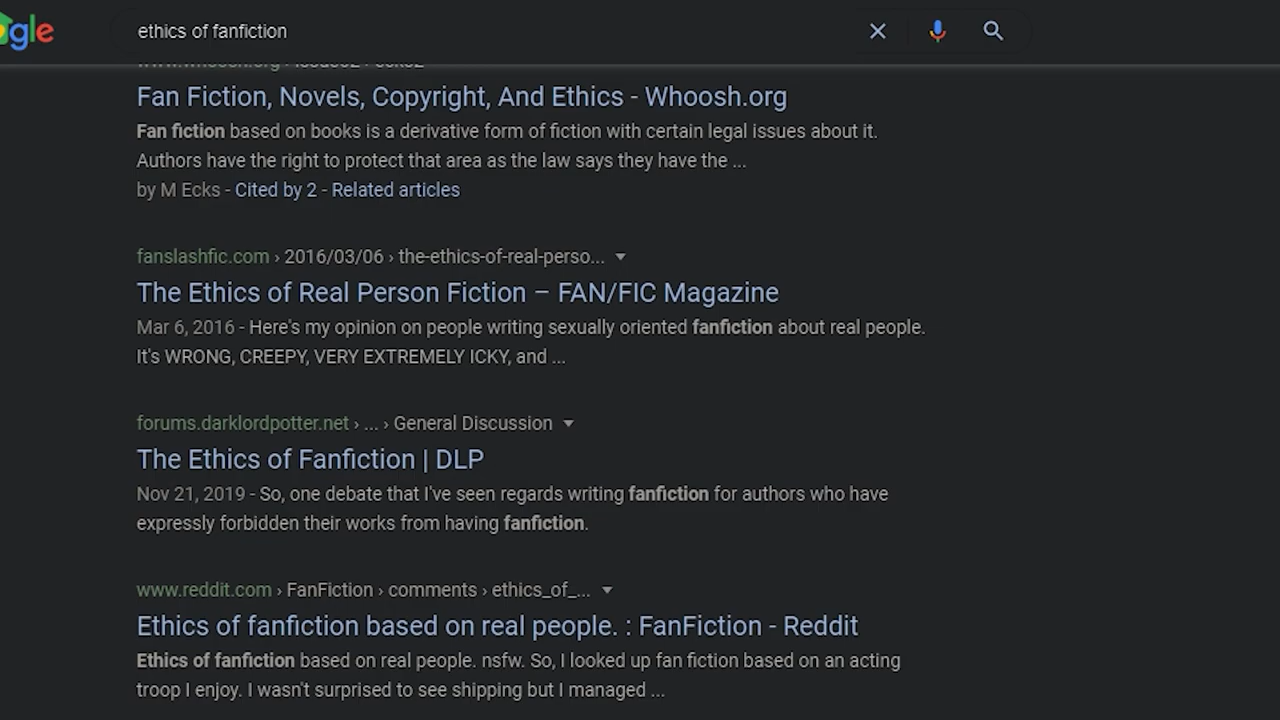 gle
ethics of fanfiction
Fan Fiction, Novels, Copyright, And Ethics - Whoosh.org
Fan fiction based on books is a derivative form of fiction with certain legal issues about it.
Authors have the right to protect that area as the law says they have the ...
by M Ecks - Cited by 2 - Related articles
fanslashfic.com › 2016/03/06 › the-ethics-of-real-perso...
The Ethics of Real Person Fiction – FAN/FIC Magazine
Mar 6, 2016 - Here's my opinion on people writing sexually oriented fanfiction about real people.
It's WRONG, CREEPY, VERY EXTREMELY ICKY, and ...
forums.darklordpotter.net › ... › General Discussion
The Ethics of Fanfiction | DLP
Nov 21, 2019 - So, one debate that I've seen regards writing fanfiction for authors who have
expressly forbidden their works from having fanfiction.
www.reddit.com › FanFiction › comments › ethics_of_...
Ethics of fanfiction based on real people. : FanFiction - Reddit
Ethics of fanfiction based on real people. nsfw. So, I looked up fan fiction based on an acting
troop I enjoy. I wasn't surprised to see shipping but I managed ...